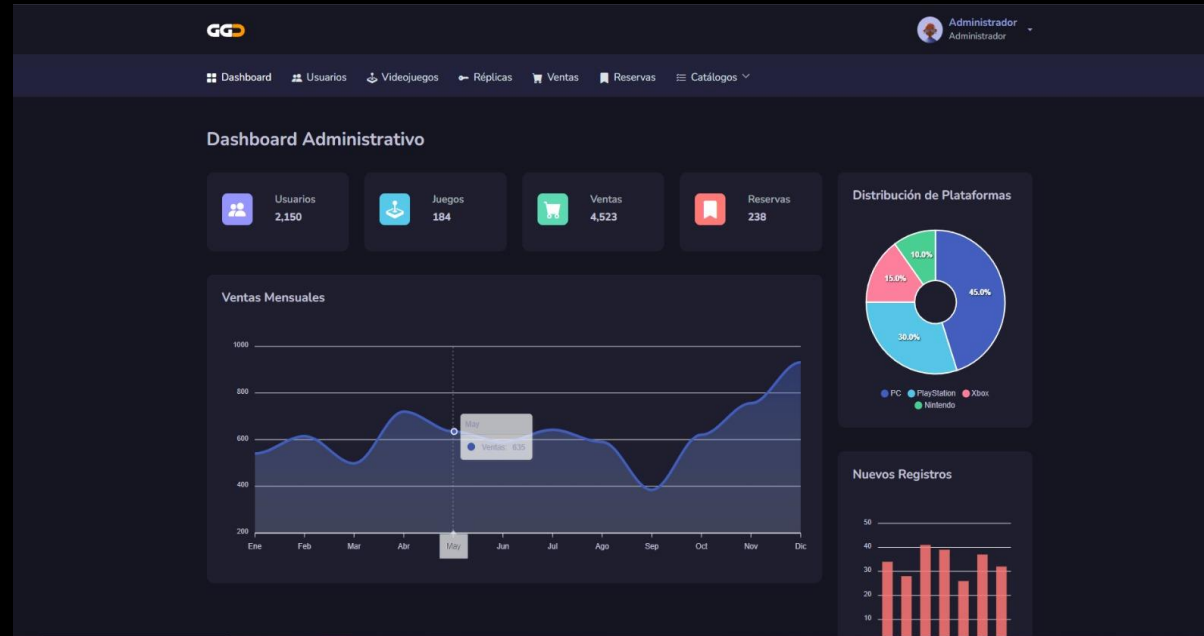 GGD
Administrador
Administrador
Dashboard Usuarios Videojuegos Réplicas Ventas Reservas Catálogos
Dashboard Administrativo
Usuarios
2,150
Juegos
184
Ventas
4,523
Reservas
238
Distribución de Plataformas
10.0%
15.0%
45.0%
30.0%
PC PlayStation Xbox
Nintendo
Ventas Mensuales
1000
800
600
400
200
May
Ventas: 635
Ene Feb Mar Abr May Jun Jul Ago Sep Oct Nov Dic
Nuevos Registros
50
40
30
20
10